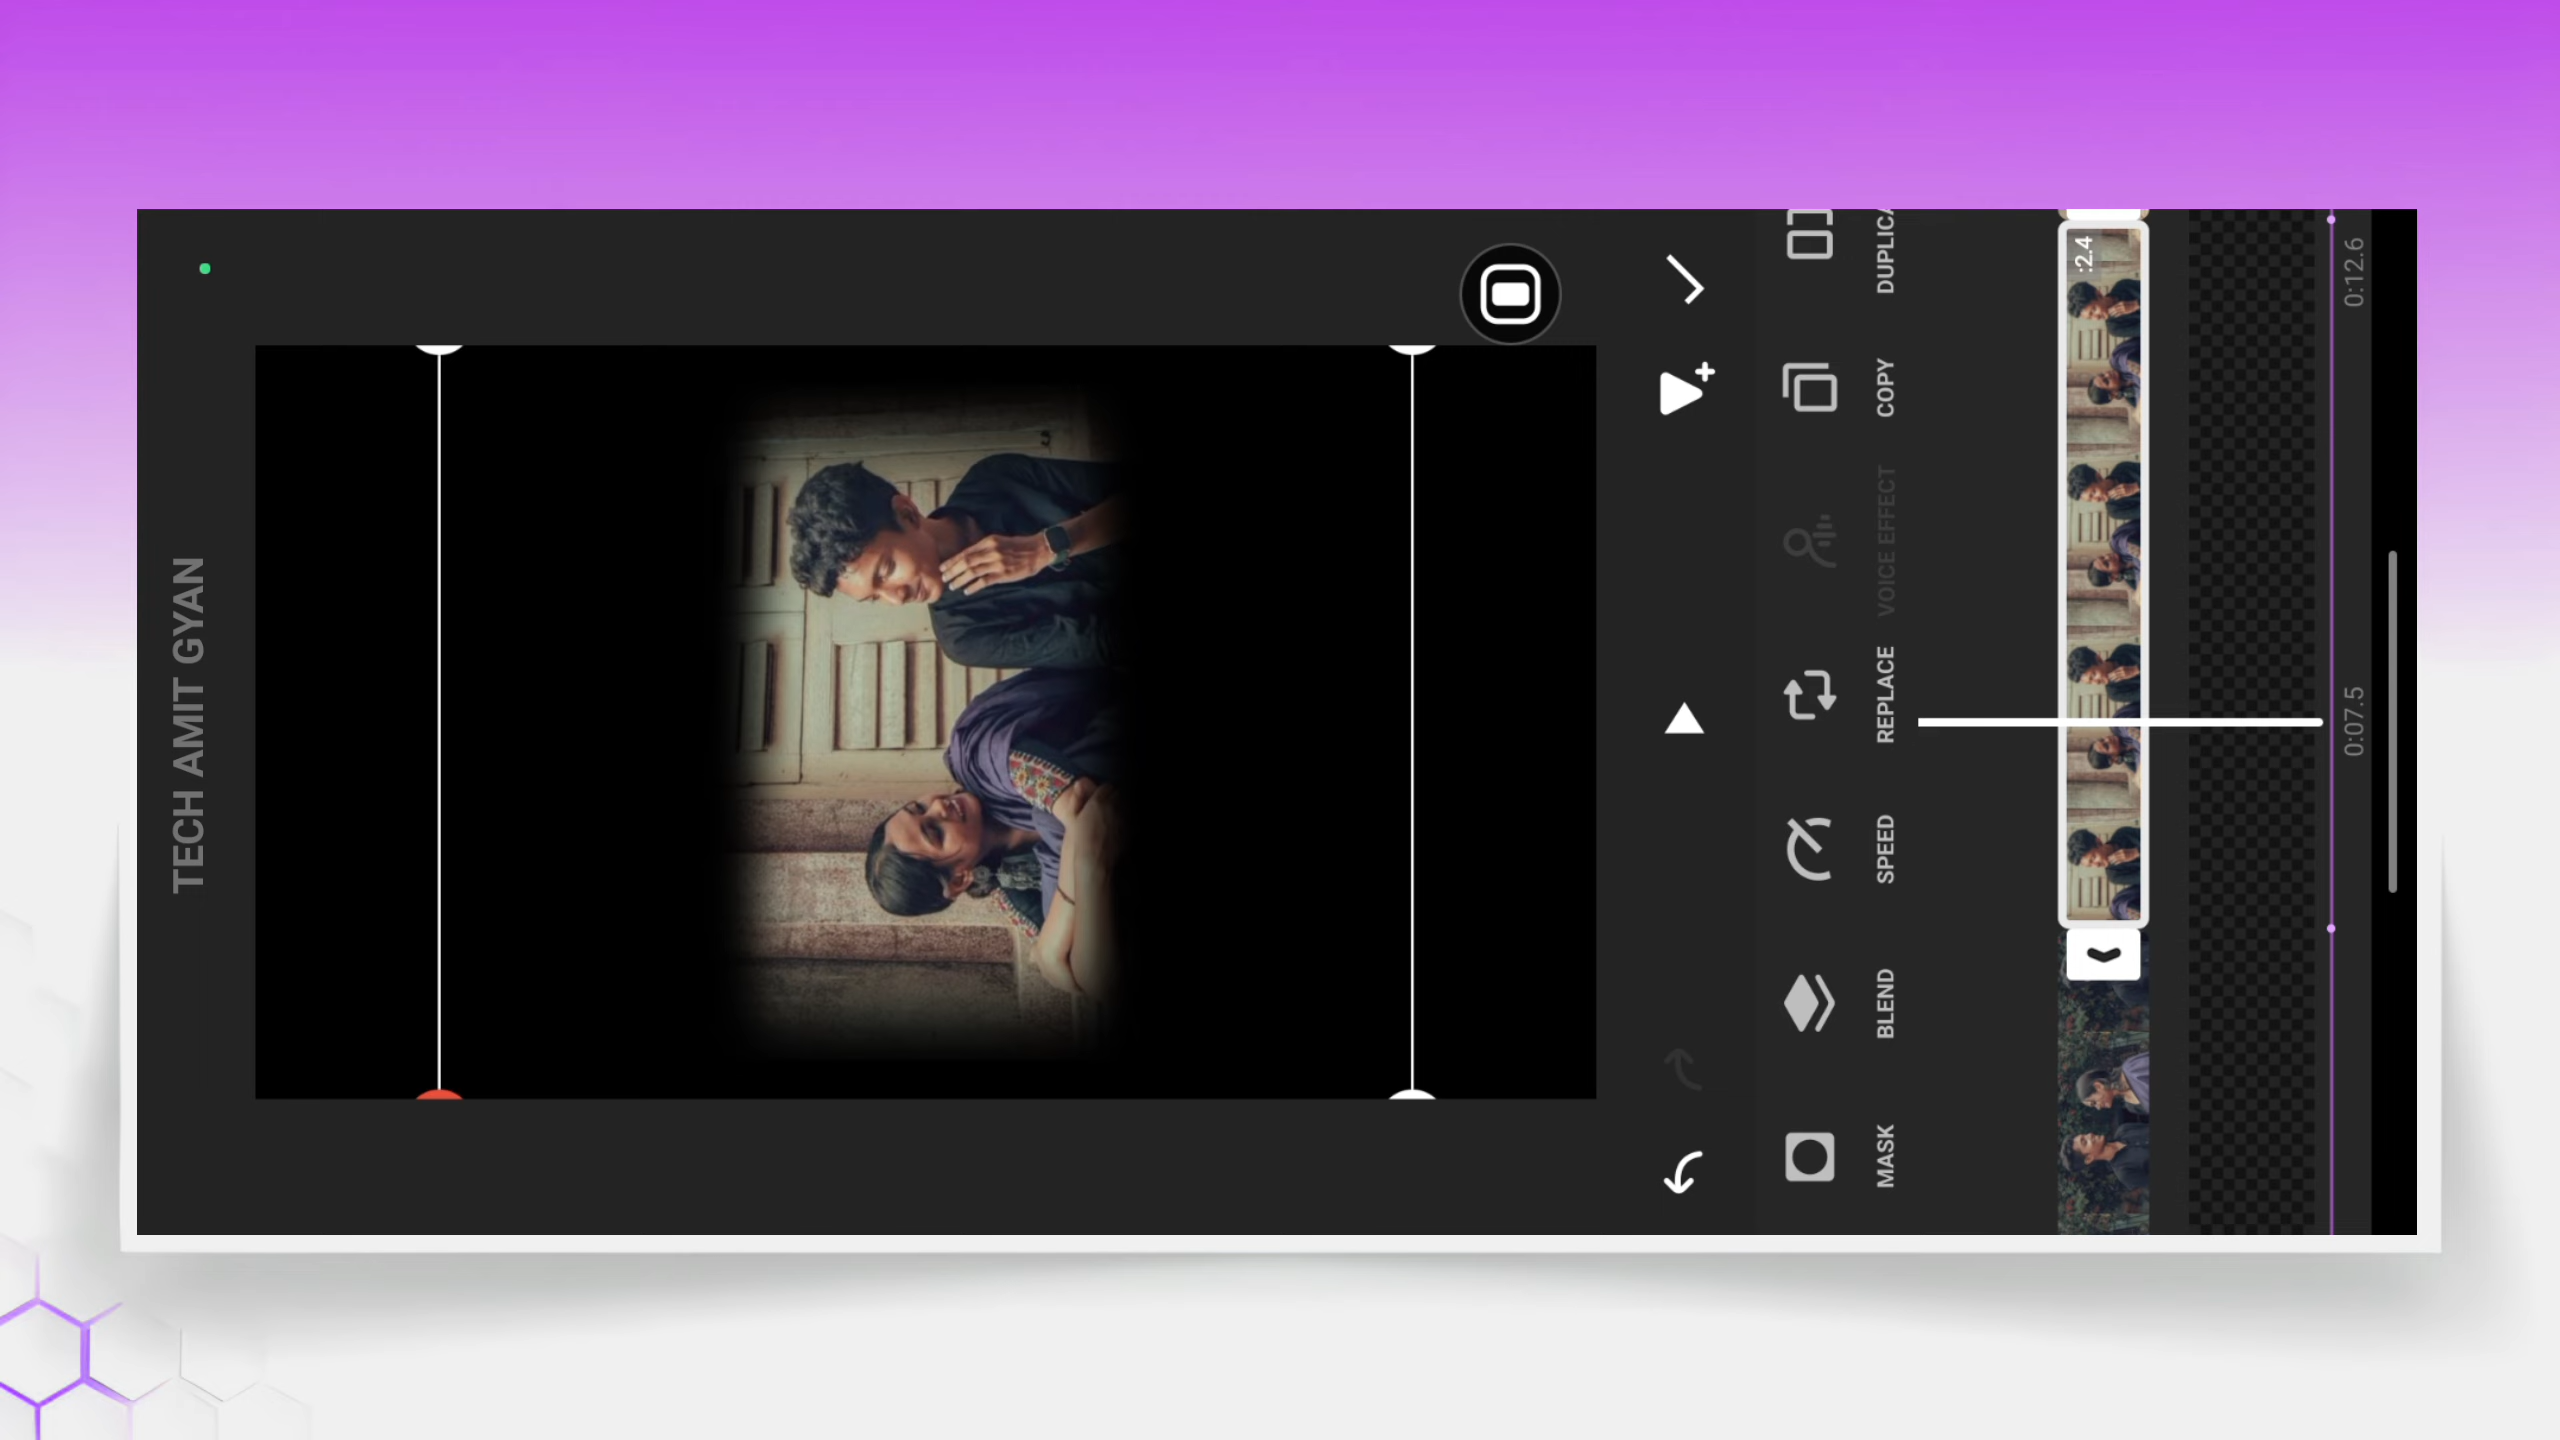 TECH AMIT GYAN
MASK
BLEND
SPEED
REPLACE
VOICE EFFECT
COPY
DUPLICA
:2.4
0:07.5
0:12.6